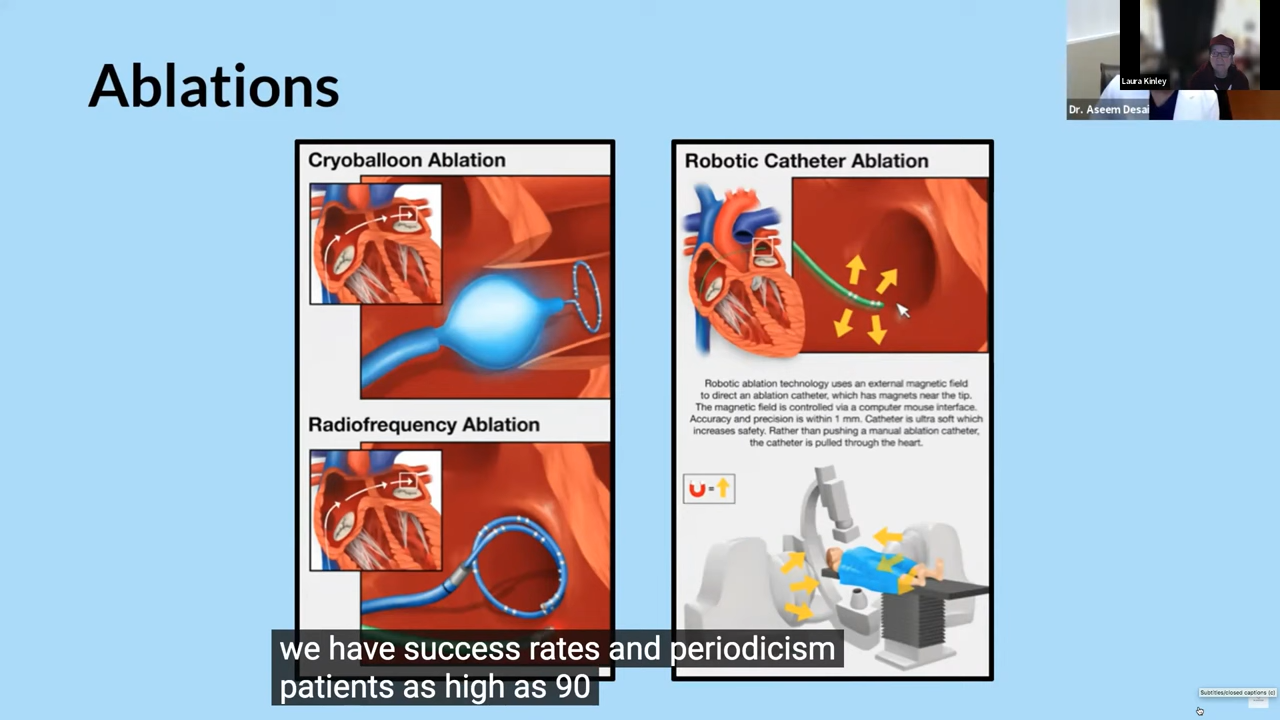 Ablations
Laura Kinley
Dr. Aseem Desai
Cryoballoon Ablation
Radiofrequency Ablation
Robotic Catheter Ablation
Robotic ablation technology uses an external magnetic field
to direct an ablation catheter, which has magnets near the tip.
The magnetic field is controlled via a computer mouse interface.
Accuracy and precision is within 1 mm. Catheter is ultra soft which
increases safety. Rather than pushing a manual ablation catheter,
the catheter is pulled through the heart.
=
we have success rates and periodicism
patients as high as 90
Subtitles/closed captions (c)